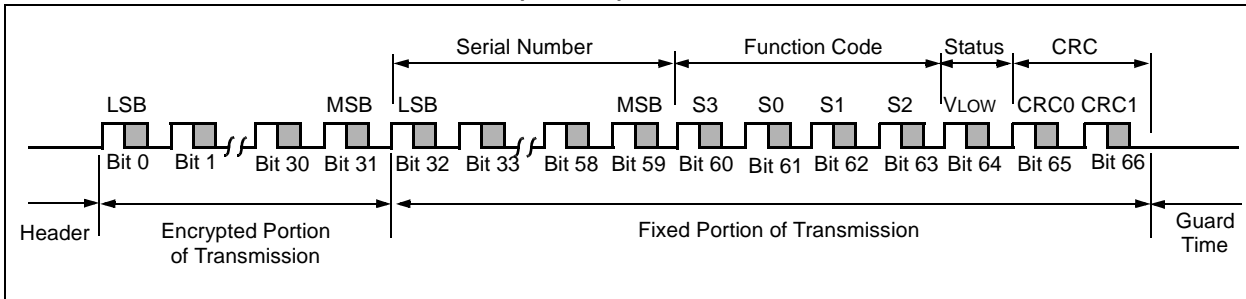 Serial Number Function Code Status CRC
LSB MSB LSB MSB S3 S0 S1 S2 VLOW CRC0 CRC1
Bit 0 Bit 1 Bit 30 Bit 31 Bit 32 Bit 33 Bit 58 Bit 59 Bit 60 Bit 61 Bit 62 Bit 63 Bit 64 Bit 65 Bit 66
Header Encrypted Portion Fixed Portion of Transmission Guard
of Transmission Time